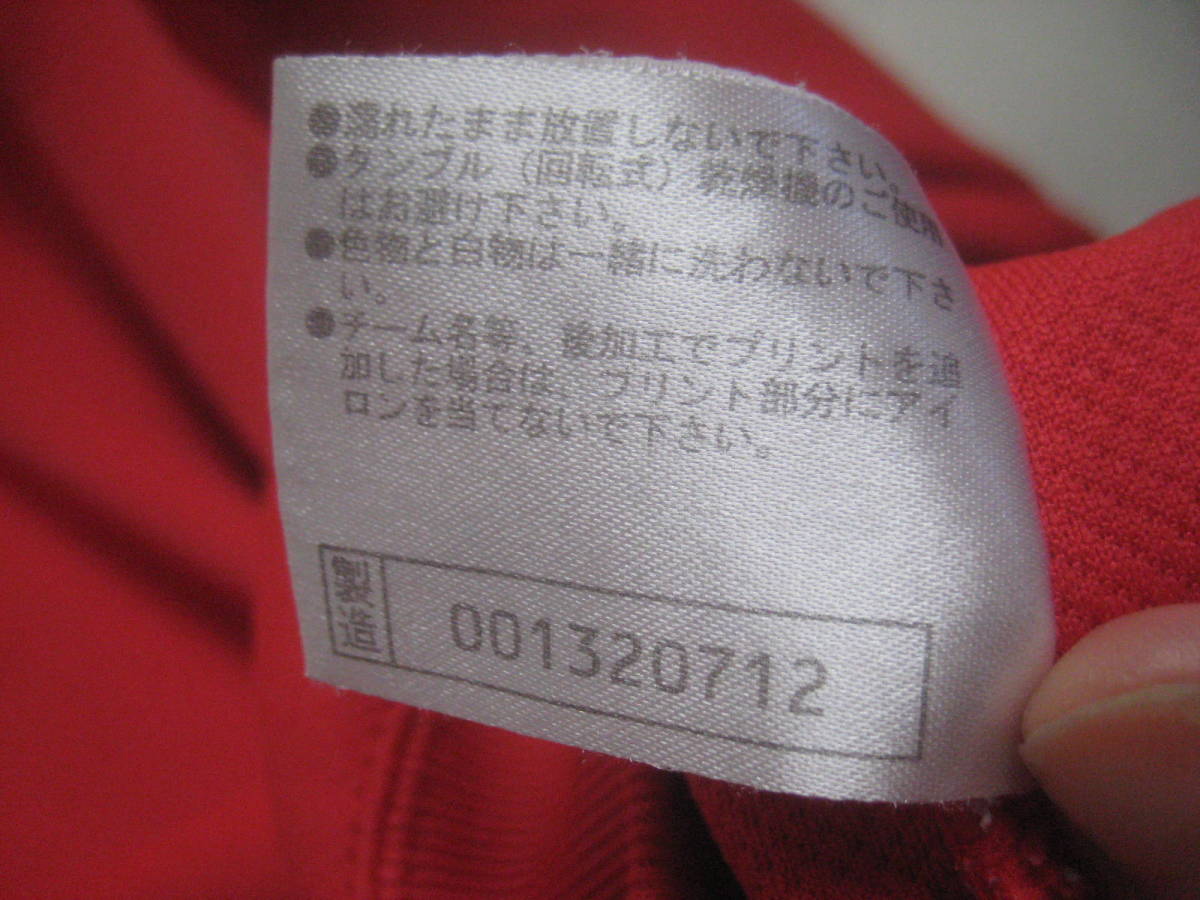 ●濡れたまま放置しないで下さい。
●タンブル（回転式）乾燥機のご使用
はお避け下さい。
●色物と白物は一緒に洗わないで下さ
い。
●チーム名等、後加工でプリントを追
加した場合は、プリント部分にアイ
ロンを当てないで下さい。
製造 001320712